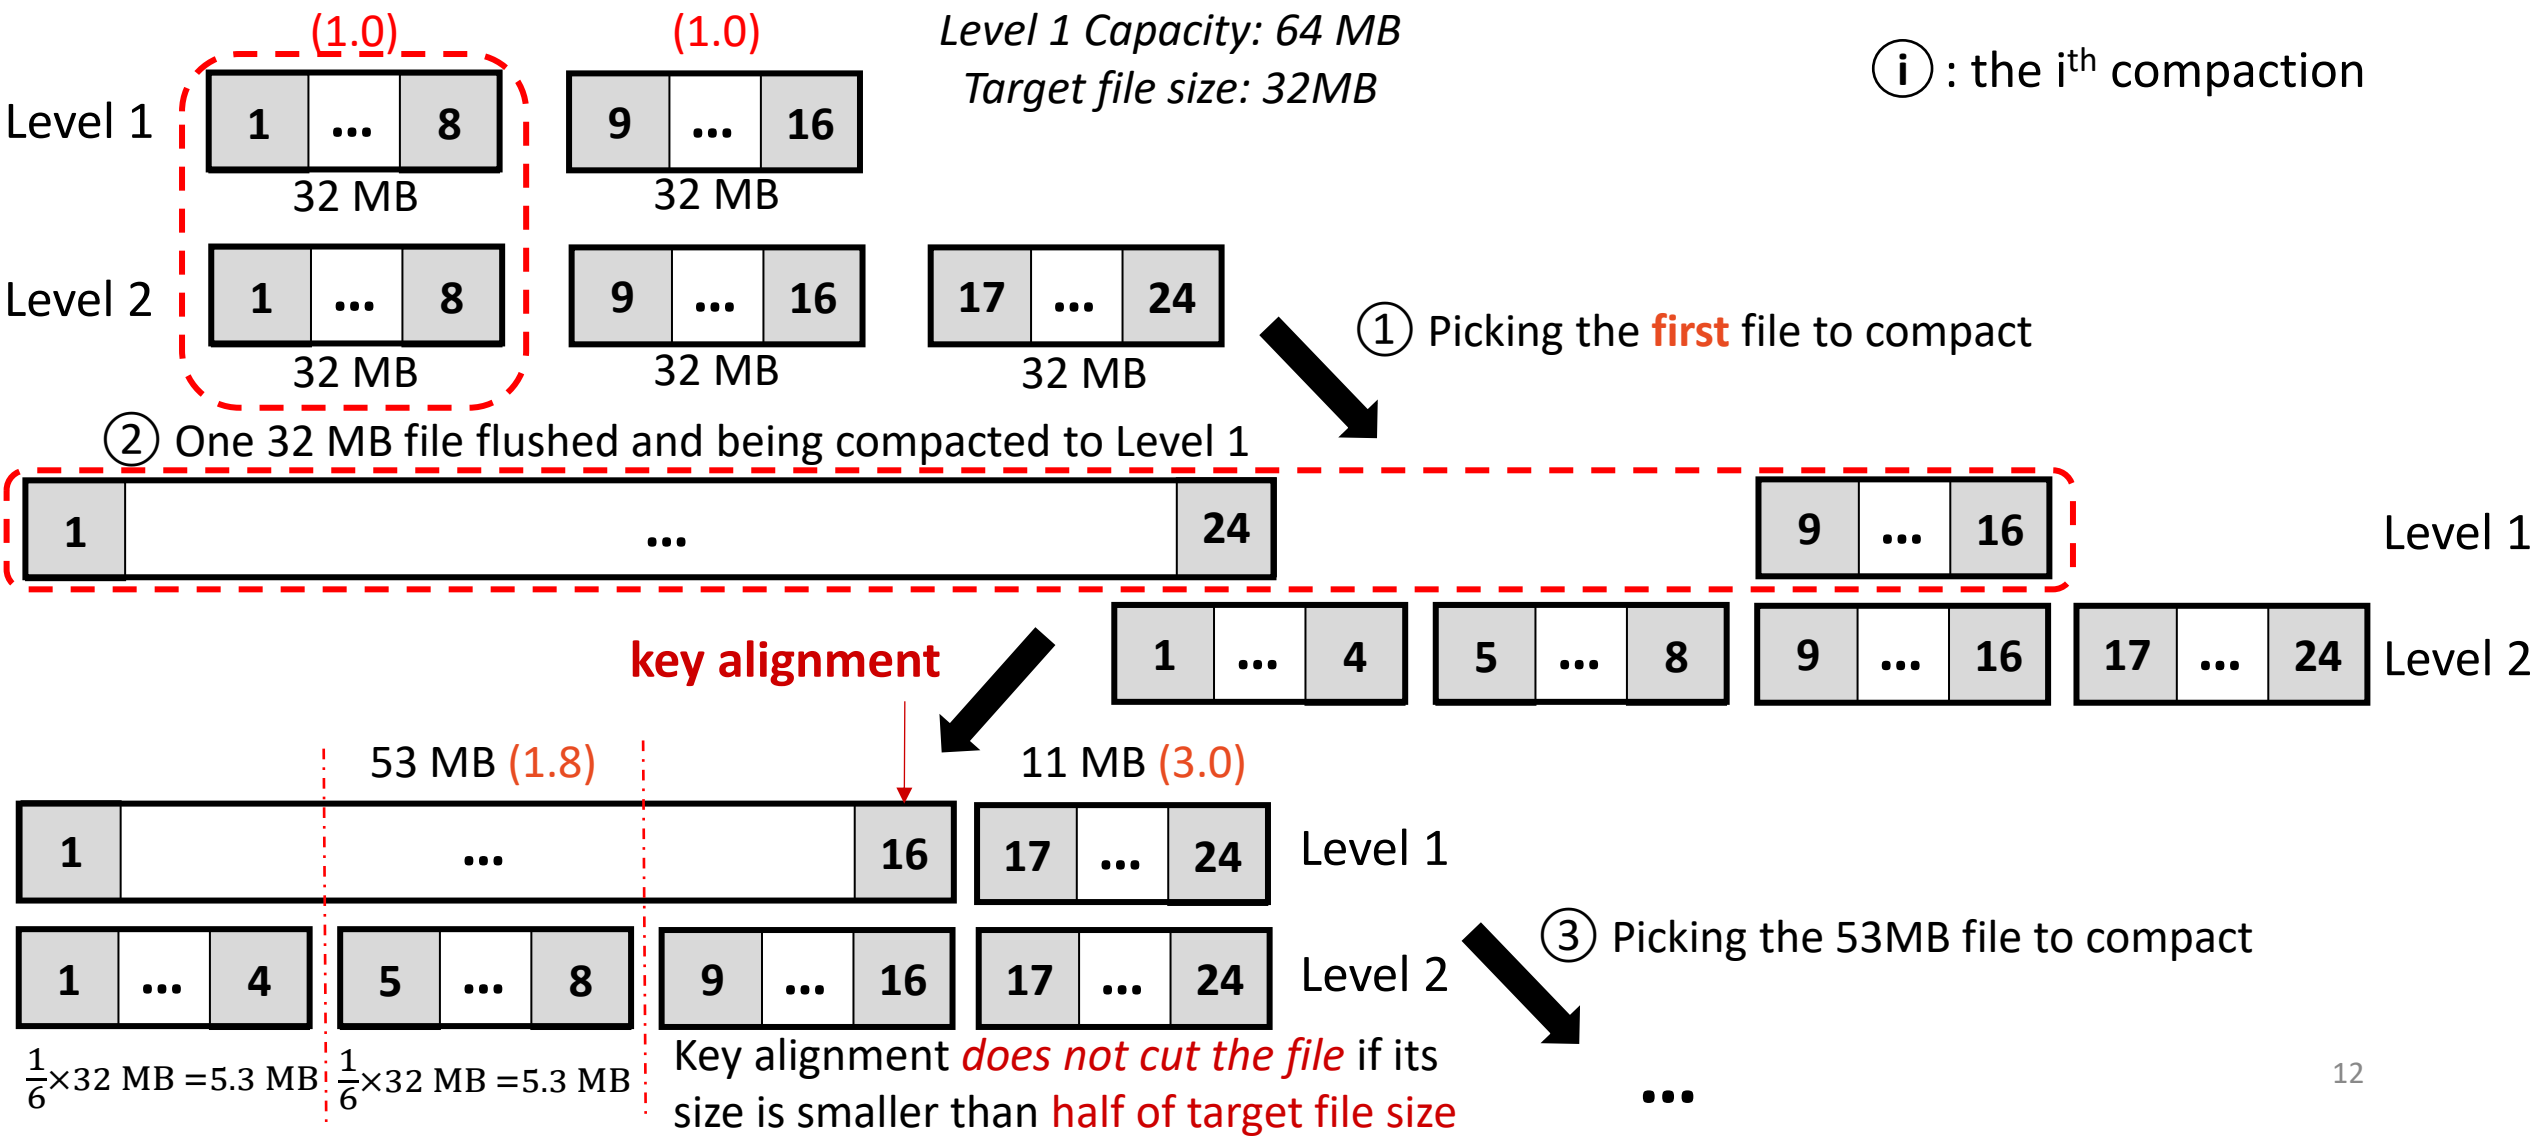 (1.0) (1.0) Level 1 Capacity: 64 MB
Target file size: 32MB
ⓘ : the ith compaction
Level 1 1 ... 8 9 ... 16
32 MB 32 MB
Level 2 1 ... 8 9 ... 16 17 ... 24
32 MB 32 MB 32 MB
① Picking the first file to compact
② One 32 MB file flushed and being compacted to Level 1
1 ... 24 9 ... 16 Level 1
1 ... 4 5 ... 8 9 ... 16 17 ... 24 Level 2
key alignment
53 MB (1.8) 11 MB (3.0)
1 ... 16 17 ... 24 Level 1
1 ... 4 5 ... 8 9 ... 16 17 ... 24 Level 2
③ Picking the 53MB file to compact
1/6×32 MB =5.3 MB 1/6×32 MB =5.3 MB
Key alignment does not cut the file if its
size is smaller than half of target file size
...
12